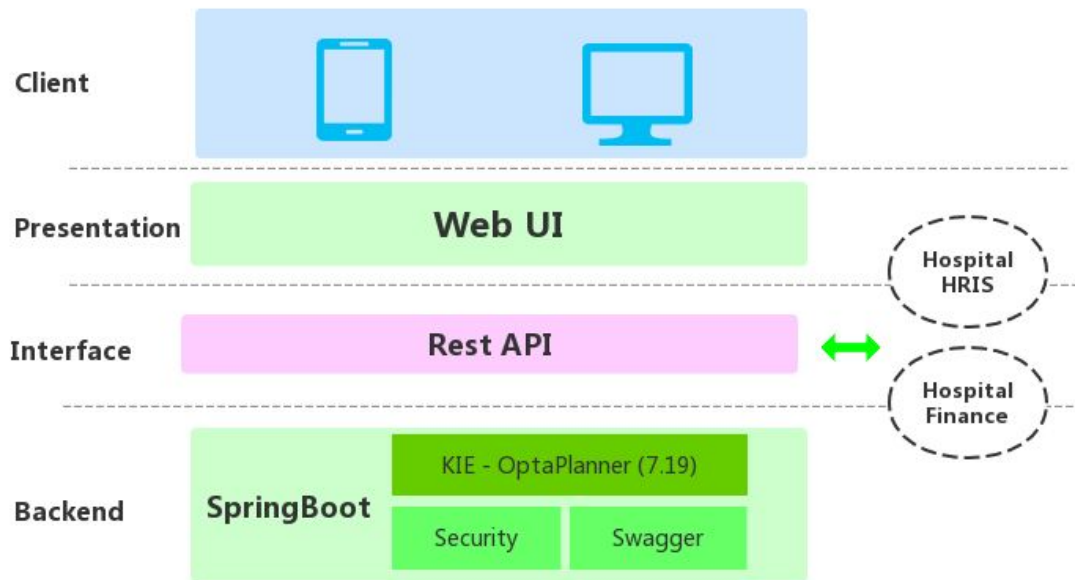 Client
Presentation
Web UI
Hospital
HRIS
Interface
Rest API
Hospital
Finance
Backend
SpringBoot
KIE - OptaPlanner (7.19)
Security
Swagger